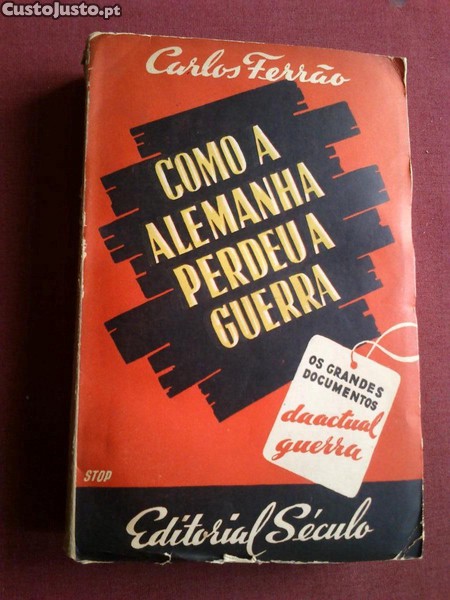 CustoJusto.pt
Carlos Ferrão
COMO A
ALEMANHA
PERDEU A
GUERRA
OS GRANDES
DOCUMENTOS
da actual
guerra
STOP
Editorial Século